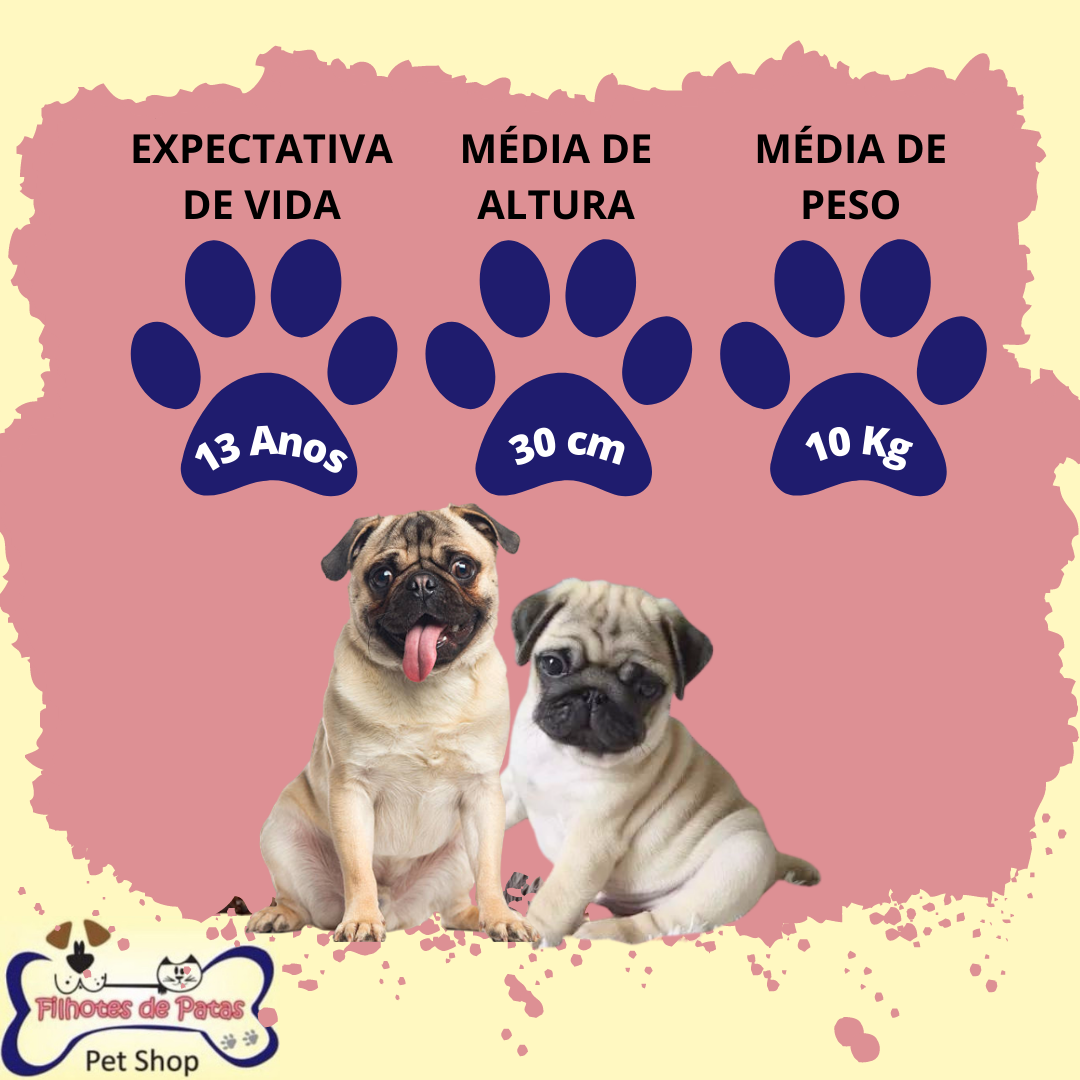 EXPECTATIVA
DE VIDA
MÉDIA DE
ALTURA
MÉDIA DE
PESO
13 Anos
30 cm
10 Kg
Filhotes de Patas
Pet Shop